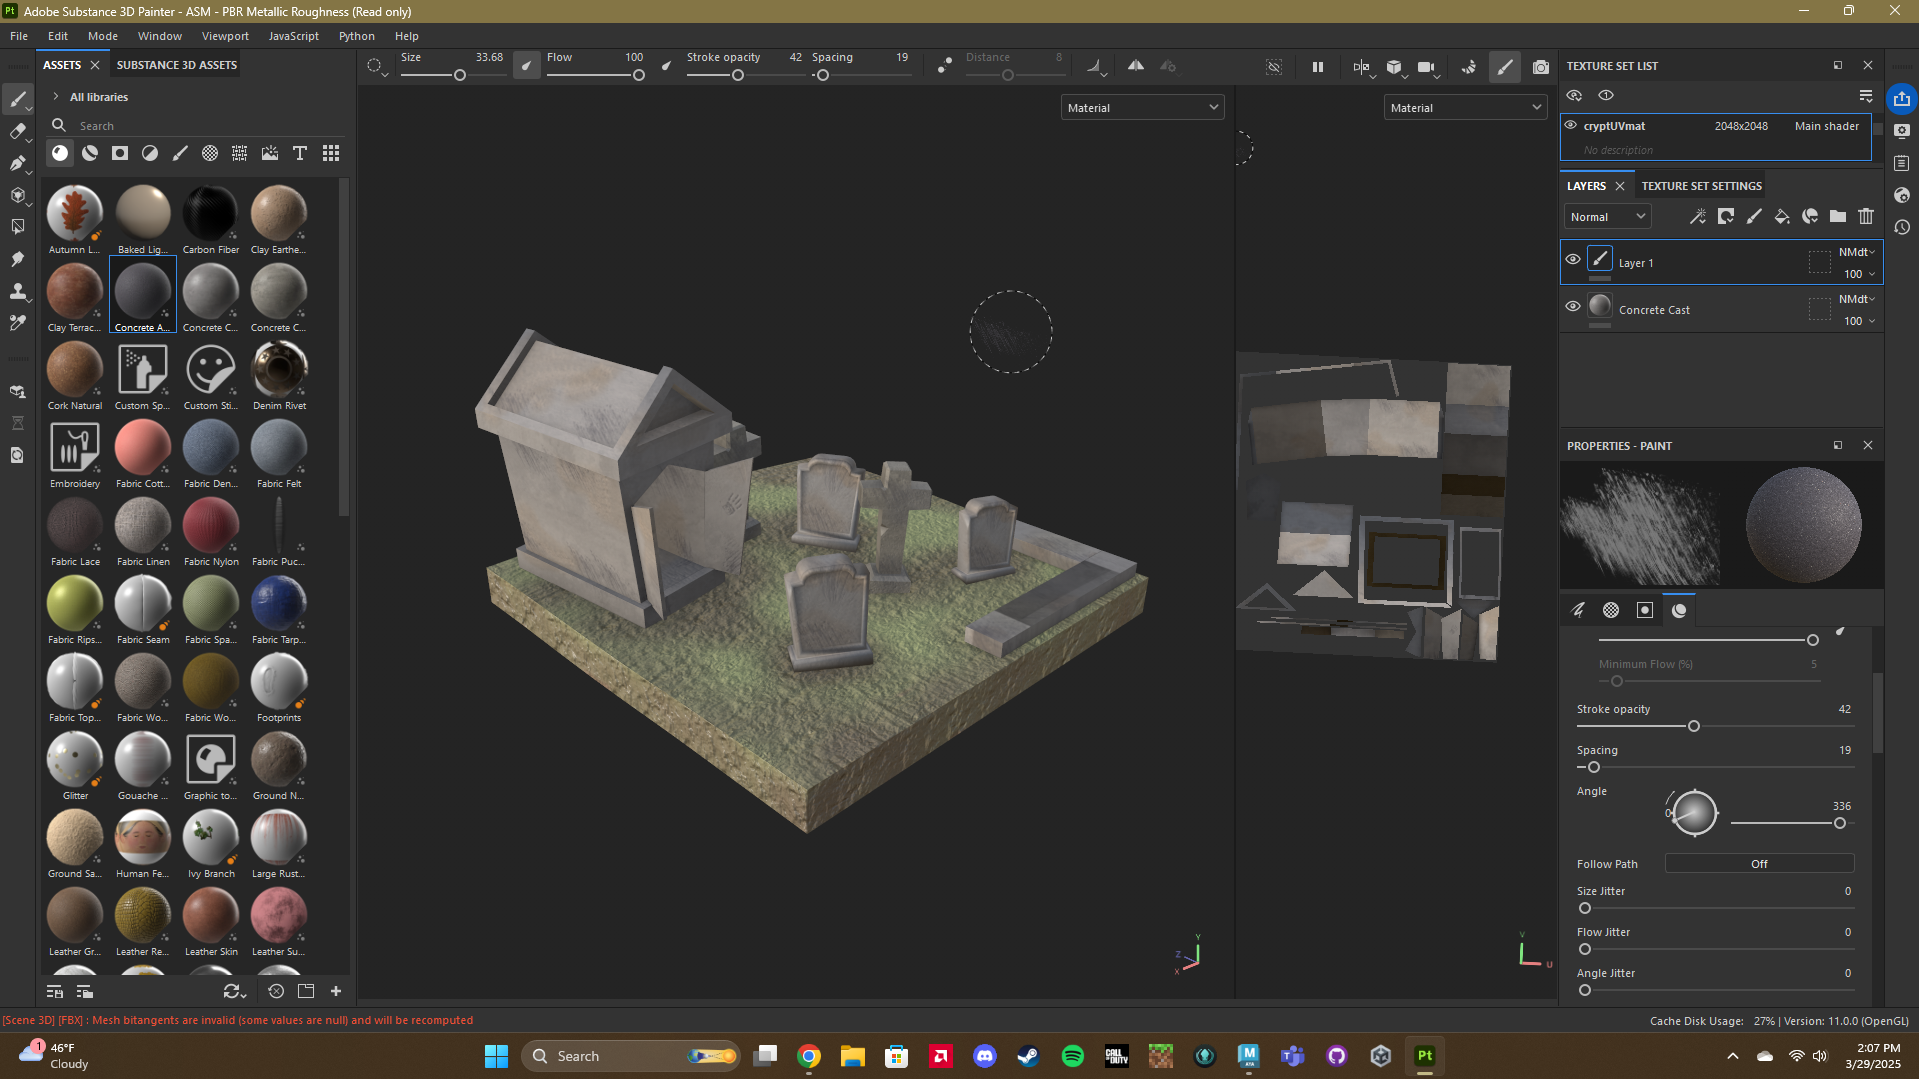 Pt Adobe Substance 3D Painter - ASM - PBR Metallic Roughness (Read only)
File Edit Mode Window Viewport JavaScript Python Help
ASSETS SUBSTANCE 3D ASSETS
Size 33.68 Flow 100 Stroke opacity 42 Spacing 19 Distance 8
All libraries
Search
Material
Material
Autumn L... Baked Lig... Carbon Fiber Clay Earthe...
Clay Terrac... Concrete A... Concrete C... Concrete C...
Cork Natural Custom Sp... Custom Sti... Denim Rivet
Embroidery Fabric Cott... Fabric Den... Fabric Felt
Fabric Lace Fabric Linen Fabric Nylon Fabric Puc...
Fabric Rips... Fabric Seam Fabric Spa... Fabric Tarp...
Fabric Top... Fabric Wo... Fabric Wo... Footprints
Glitter Gouache ... Graphic to... Ground N...
Ground Sa... Human Fe... Ivy Branch Large Rust...
Leather Gr... Leather Re... Leather Skin Leather Su...
Y
Z
X
V
U
TEXTURE SET LIST
cryptUVmat 2048x2048 Main shader
No description
LAYERS TEXTURE SET SETTINGS
Normal
Layer 1 NMdt
100
Concrete Cast NMdt
100
PROPERTIES - PAINT
Minimum Flow (%) 5
Stroke opacity 42
Spacing 19
Angle
0 336
Follow Path Off
Size Jitter 0
Flow Jitter 0
Angle Jitter 0
[Scene 3D] [FBX] : Mesh bitangents are invalid (some values are null) and will be recomputed
Cache Disk Usage: 27% | Version: 11.0.0 (OpenGL)
1
46°F
Cloudy
Search
CALL OF DUTY
M
Pt
2:07 PM
3/29/2025